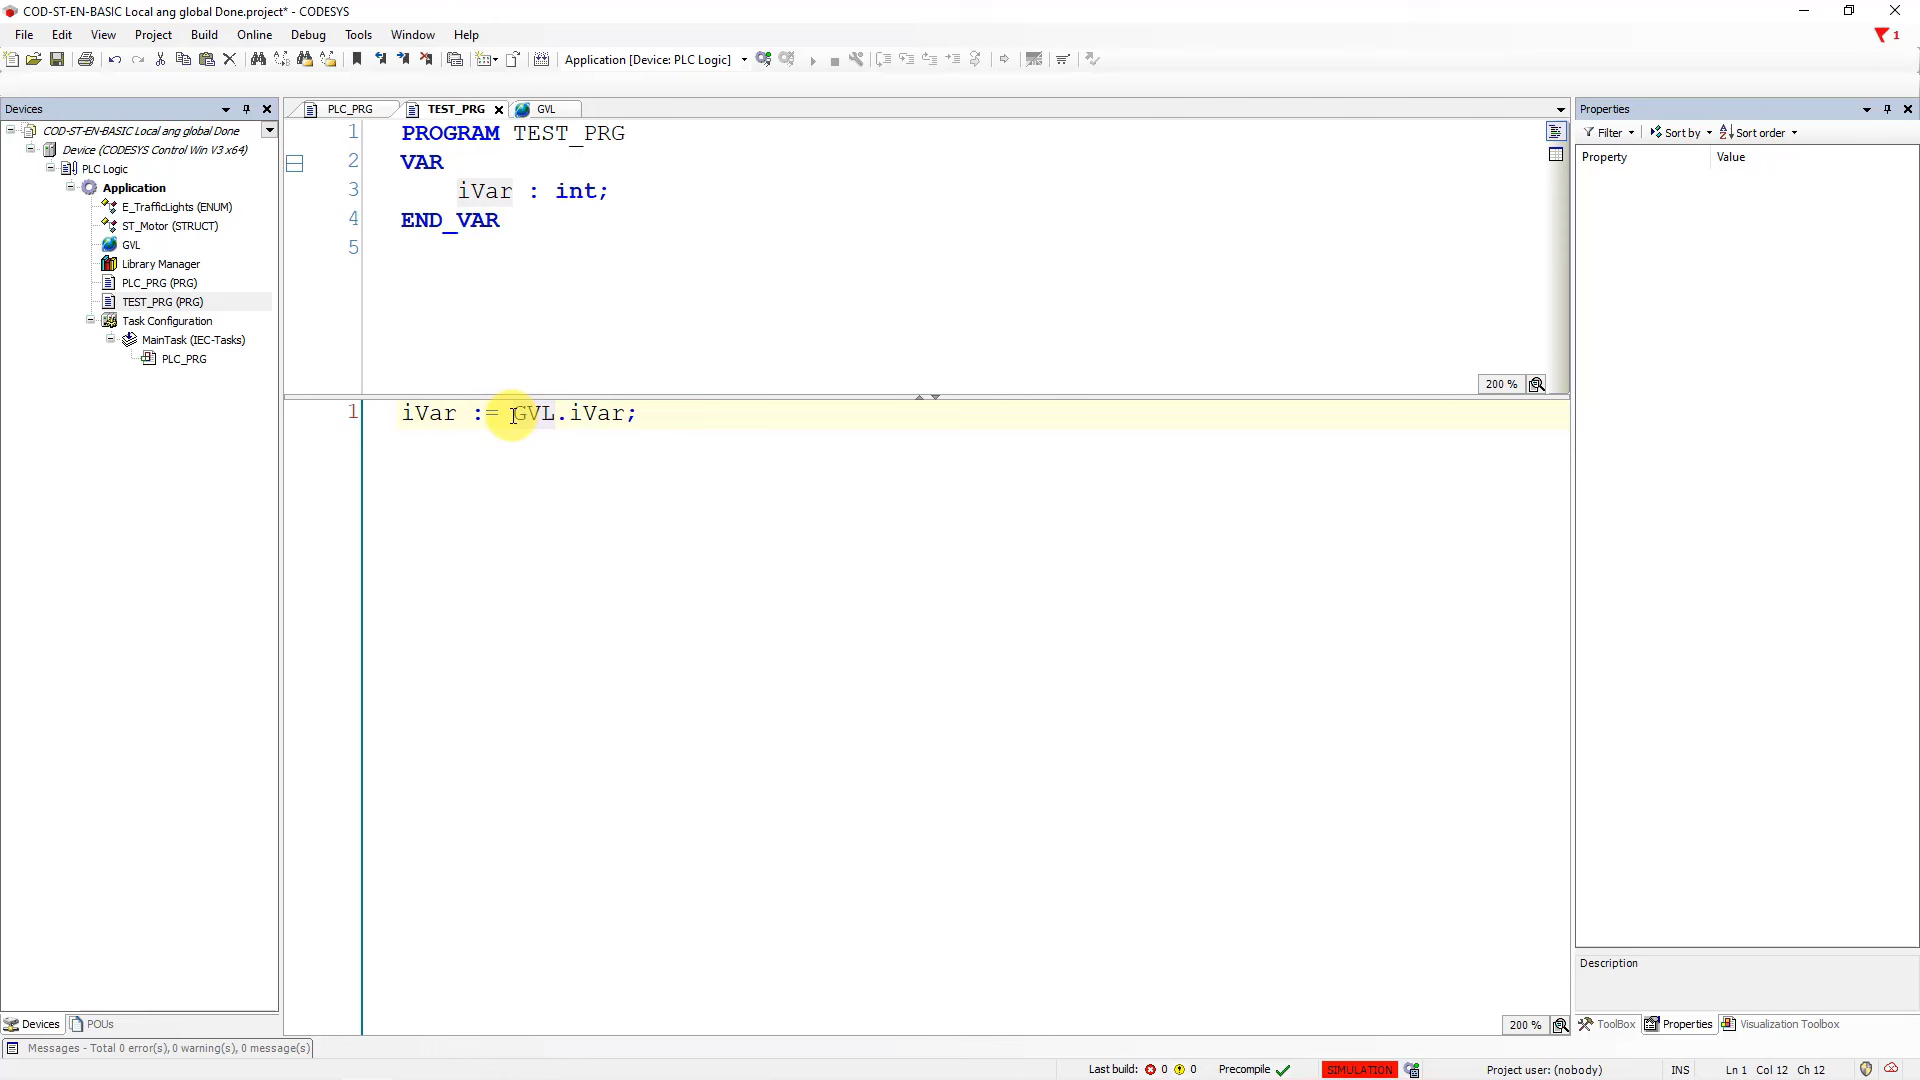 COD-ST-EN-BASIC Local ang global Done.project* - CODESYS
File Edit View Project Build Online Debug Tools Window Help
1
Application [Device: PLC Logic]
Devices
COD-ST-EN-BASIC Local ang global Done
Device (CODESYS Control Win V3 x64)
PLC Logic
Application
E_TrafficLights (ENUM)
ST_Motor (STRUCT)
GVL
Library Manager
PLC_PRG (PRG)
TEST_PRG (PRG)
Task Configuration
MainTask (IEC-Tasks)
PLC_PRG
Devices POUs
PLC_PRG TEST_PRG GVL
1 PROGRAM TEST_PRG
2 VAR
3 iVar : int;
4 END_VAR
5
200 %
1 iVar := GVL.iVar;
200 %
Properties
Filter Sort by Sort order
Property Value
Description
ToolBox Properties Visualization Toolbox
Messages - Total 0 error(s), 0 warning(s), 0 message(s)
Last build: 0 0 Precompile SIMULATION Project user: (nobody) INS Ln 1 Col 12 Ch 12